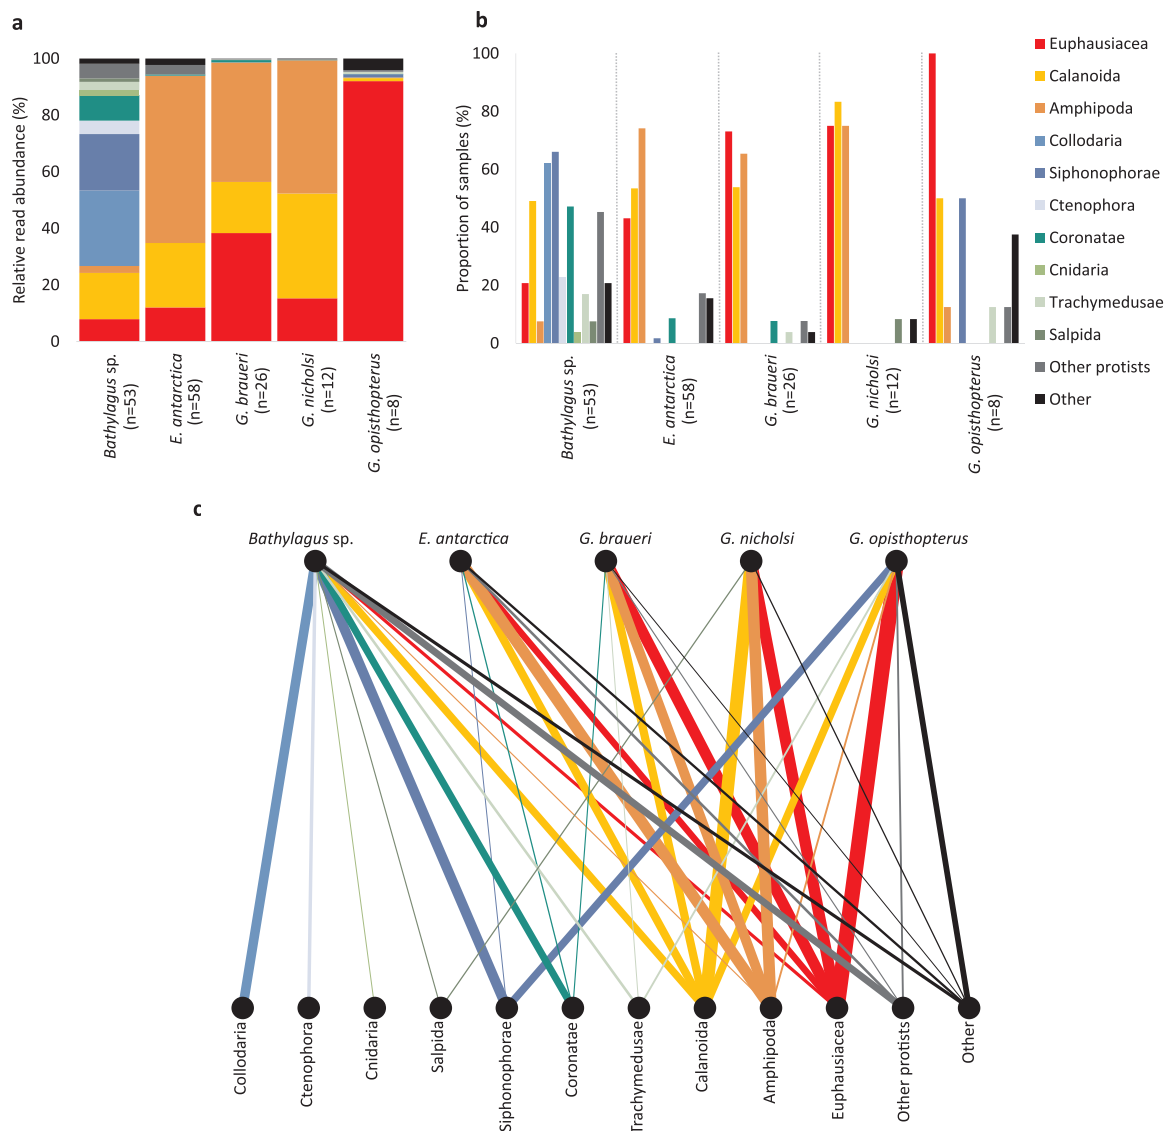 a
Relative read abundance (%)
100
80
60
40
20
0
Bathylagus sp.
(n=53)
E. antarctica
(n=58)
G. braueri
(n=26)
G. nicholsi
(n=12)
G. opisthopterus
(n=8)
b
Proportion of samples (%)
100
80
60
40
20
0
Bathylagus sp.
(n=53)
E. antarctica
(n=58)
G. braueri
(n=26)
G. nicholsi
(n=12)
G. opisthopterus
(n=8)
Euphausiacea
Calanoida
Amphipoda
Collodaria
Siphonophorae
Ctenophora
Coronatae
Cnidaria
Trachymedusae
Salpida
Other protists
Other
c
Bathylagus sp.
E. antarctica
G. braueri
G. nicholsi
G. opisthopterus
Collodaria
Ctenophora
Cnidaria
Salpida
Siphonophorae
Coronatae
Trachymedusae
Calanoida
Amphipoda
Euphausiacea
Other protists
Other